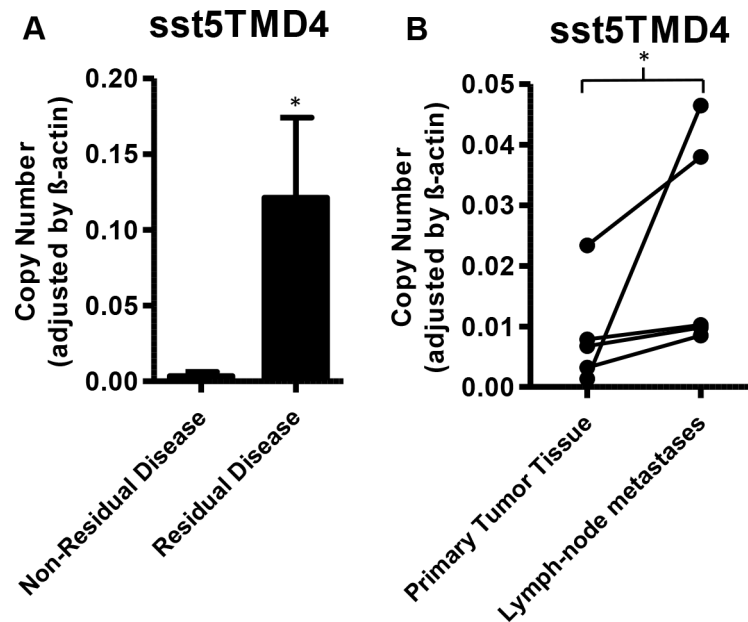 A
sst5TMD4
Copy Number
(adjusted by ß-actin)
0.20
0.15
0.10
0.05
0.00
*
Non-Residual Disease
Residual Disease
B
sst5TMD4
*
Copy Number
(adjusted by ß-actin)
0.05
0.04
0.03
0.02
0.01
0.00
Primary Tumor Tissue
Lymph-node metastases